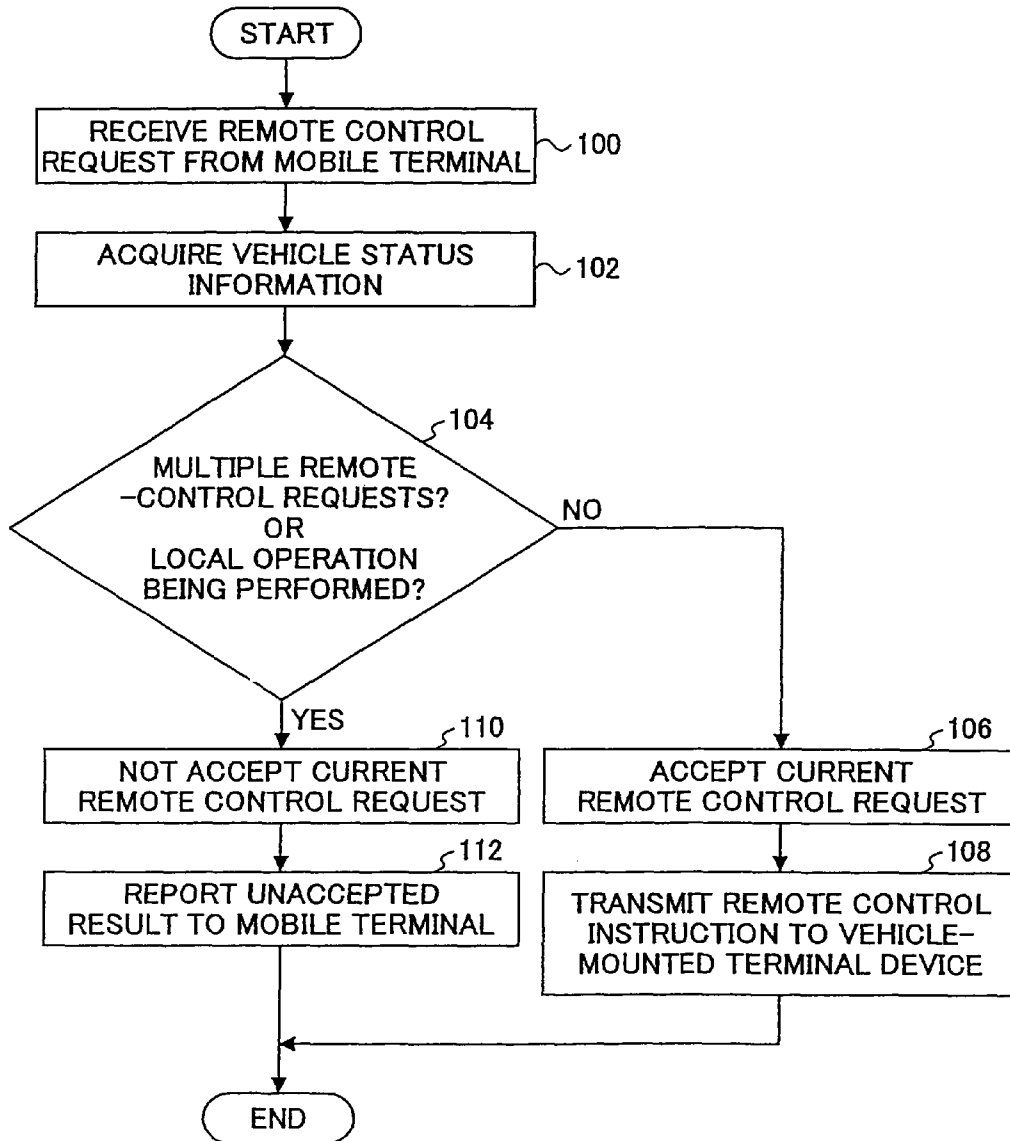 START
RECEIVE REMOTE CONTROL
REQUEST FROM MOBILE TERMINAL
100
ACQUIRE VEHICLE STATUS
INFORMATION
102
104
MULTIPLE REMOTE
-CONTROL REQUESTS?
OR
LOCAL OPERATION
BEING PERFORMED?
NO
YES
110
NOT ACCEPT CURRENT
REMOTE CONTROL REQUEST
106
ACCEPT CURRENT
REMOTE CONTROL REQUEST
112
REPORT UNACCEPTED
RESULT TO MOBILE TERMINAL
108
TRANSMIT REMOTE CONTROL
INSTRUCTION TO VEHICLE-
MOUNTED TERMINAL DEVICE
END